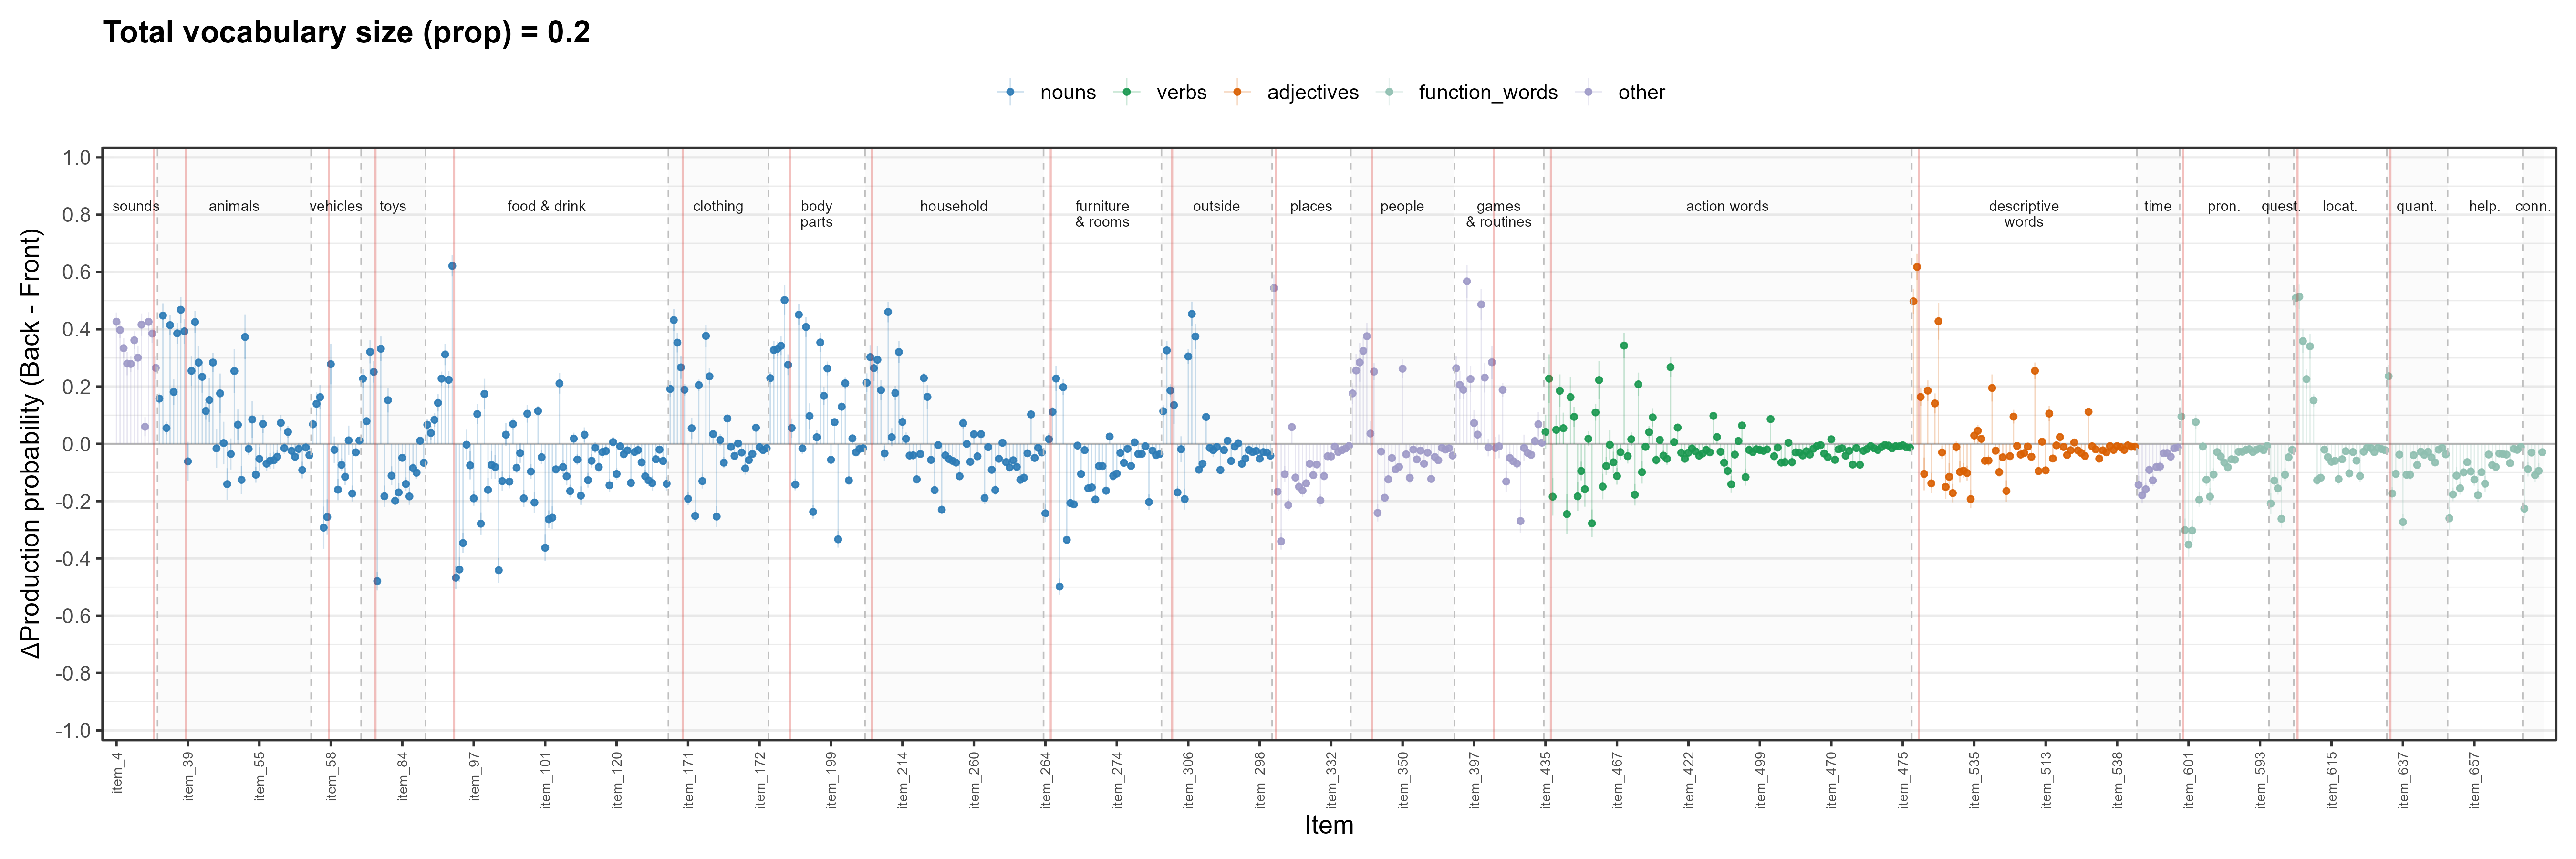 Total vocabulary size (prop) = 0.2
nouns verbs adjectives function_words other
ΔProduction probability (Back - Front)
1.0
0.8
0.6
0.4
0.2
0.0
-0.2
-0.4
-0.6
-0.8
-1.0
sounds animals vehicles toys food & drink clothing body parts household furniture & rooms outside places people games & routines action words descriptive words time pron. quest. locat. quant. help. conn.
item_4 item_39 item_55 item_58 item_84 item_97 item_101 item_120 item_171 item_172 item_195 item_214 item_260 item_264 item_274 item_306 item_298 item_332 item_350 item_397 item_435 item_467 item_422 item_499 item_470 item_475 item_535 item_513 item_538 item_601 item_593 item_615 item_637 item_657
Item